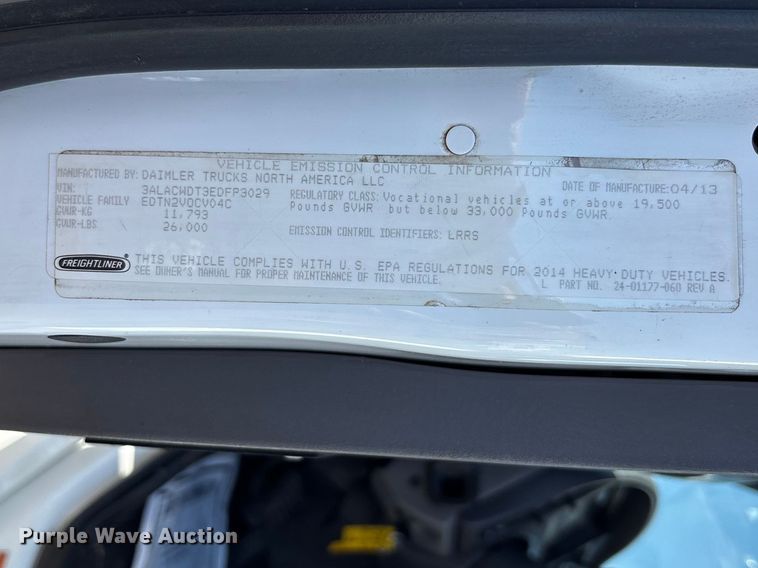 VEHICLE EMISSION CONTROL INFORMATION
MANUFACTURED BY: DAIMLER TRUCKS NORTH AMERICA LLC DATE OF MANUFACTURE: 04/13
VIN: 3ALACWDT3EDFP3029 REGULATORY CLASS: Vocational vehicles at or above 19,500
VEHICLE FAMILY EDTN2VOCV04C Pounds GVWR but below 33,000 Pounds GVWR.
GVWR-KG 11,793
GVWR-LBS 26,000 EMISSION CONTROL IDENTIFIERS: LRRS
FREIGHTLINER THIS VEHICLE COMPLIES WITH U.S. EPA REGULATIONS FOR 2014 HEAVY-DUTY VEHICLES.
SEE OWNER'S MANUAL FOR PROPER MAINTENANCE OF THIS VEHICLE. L PART NO. 24-01177-060 REV A
Purple Wave Auction